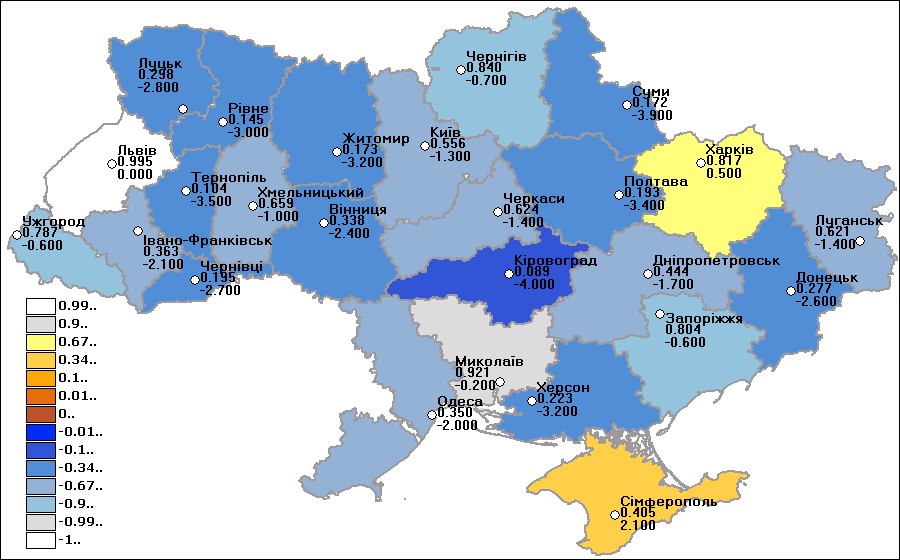 Чернігів
0.840
-0.700
Луцьк
0.298
-2.800
Суми
0.172
-3.900
Рівне
0.145
-3.000
Житомир
0.173
-3.200
Київ
0.556
-1.300
Львів
0.995
0.000
Харків
0.817
0.500
Тернопіль
0.104
-3.500
Хмельницький
0.659
-1.000
Вінниця
0.338
-2.400
Черкаси
0.624
-1.400
Полтава
0.193
-3.400
Ужгород
0.787
-0.600
Івано-Франківськ
0.363
-2.100
Луганськ
0.621
-1.400
Чернівці
0.195
-2.700
Кіровоград
0.089
-4.000
Дніпропетровськ
0.444
-1.700
Донецьк
0.277
-2.600
Запоріжжя
0.804
-0.600
Миколаїв
0.921
-0.200
Херсон
0.223
-3.200
Одеса
0.350
-2.000
Сімферополь
0.405
2.100
0.99..
0.9..
0.67..
0.34..
0.1..
0.01..
0..
-0.01..
-0.1..
-0.34..
-0.67..
-0.9..
-0.99..
-1..